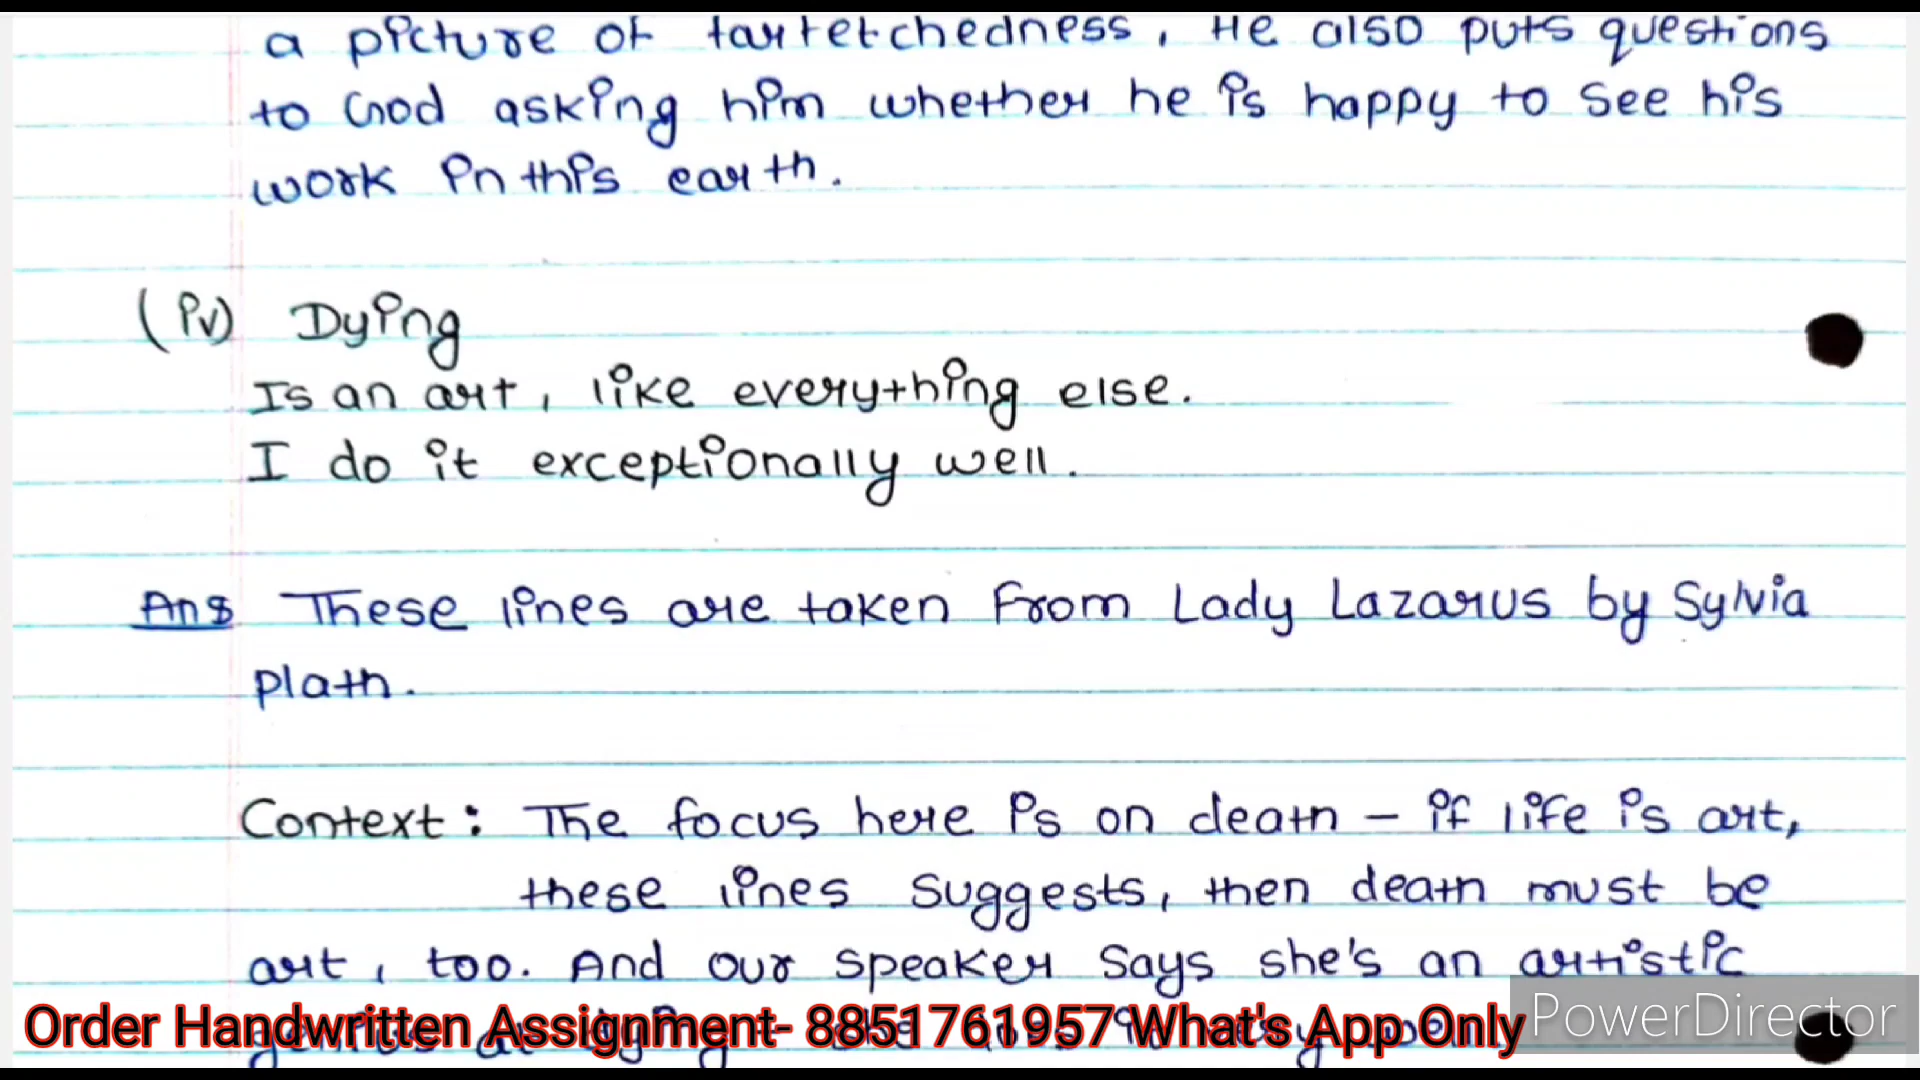 a picture of farfetchedness, He also puts questions
to God asking him whether he is happy to see his
work in this earth.
(iv) Dying
Is an art, like everything else.
I do it exceptionally well.
Ans These lines are taken From Lady Lazarus by Sylvia
plath.
Context: The focus here is on death – if life is art,
these lines suggests, then death must be
art, too. And our speaker says she's an artistic
Order Handwritten Assignment- 8851761957 What's App Only
PowerDirector